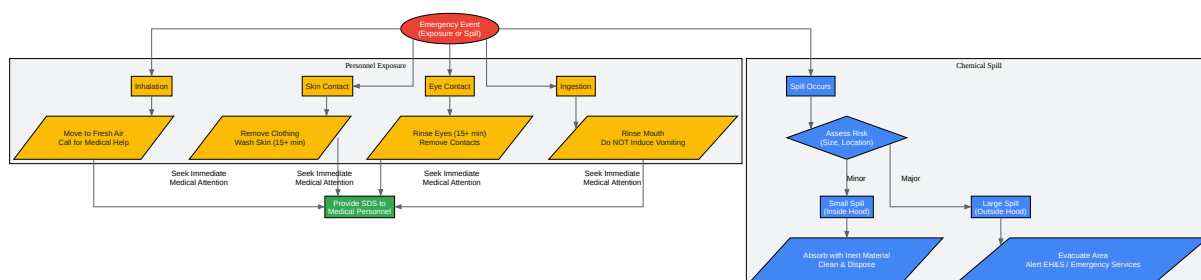 Emergency Event
(Exposure or Spill)
Personnel Exposure
Chemical Spill
Inhalation
Skin Contact
Eye Contact
Ingestion
Spill Occurs
Move to Fresh Air
Call for Medical Help
Remove Clothing
Wash Skin (15+ min)
Rinse Eyes (15+ min)
Remove Contacts
Rinse Mouth
Do NOT Induce Vomiting
Assess Risk
(Size, Location)
Seek Immediate
Medical Attention
Seek Immediate
Medical Attention
Seek Immediate
Medical Attention
Seek Immediate
Medical Attention
Minor
Major
Provide SDS to
Medical Personnel
Small Spill
(Inside Hood)
Large Spill
(Outside Hood)
Absorb with Inert Material
Clean & Dispose
Evacuate Area
Alert EH&S / Emergency Services